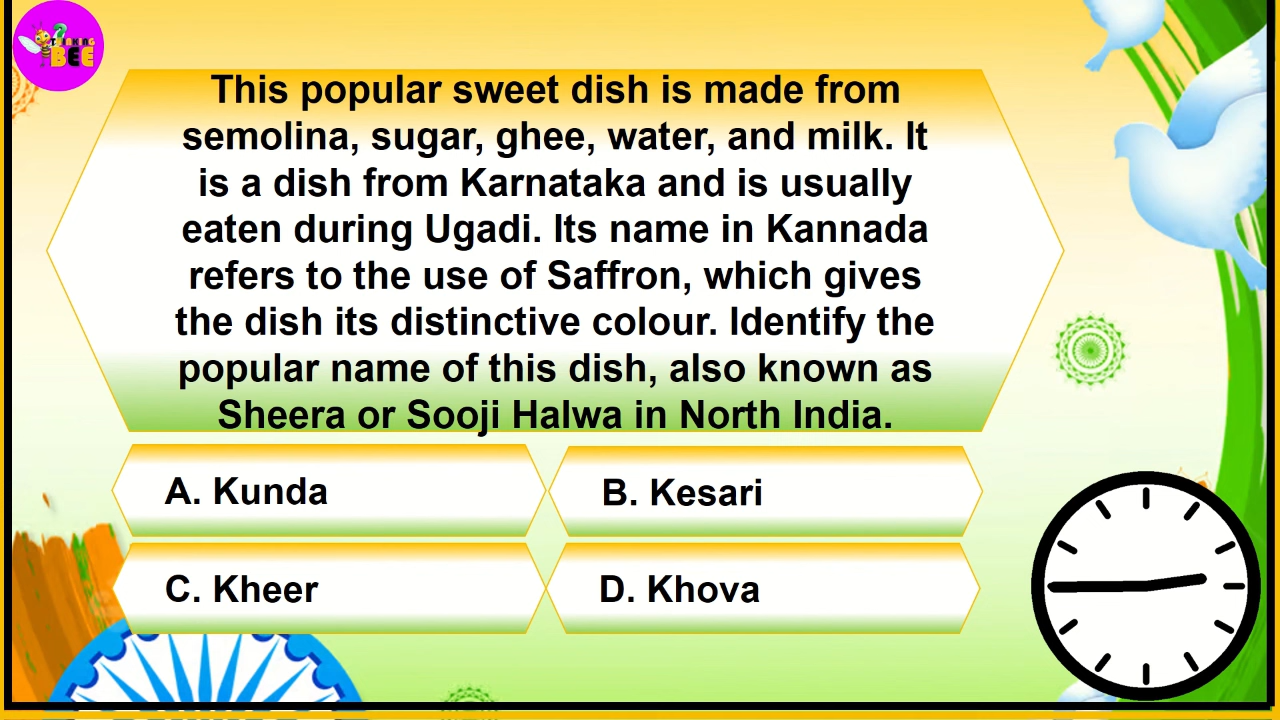 THINKING
BEE
This popular sweet dish is made from
semolina, sugar, ghee, water, and milk. It
is a dish from Karnataka and is usually
eaten during Ugadi. Its name in Kannada
refers to the use of Saffron, which gives
the dish its distinctive colour. Identify the
popular name of this dish, also known as
Sheera or Sooji Halwa in North India.
A. Kunda
B. Kesari
C. Kheer
D. Khova